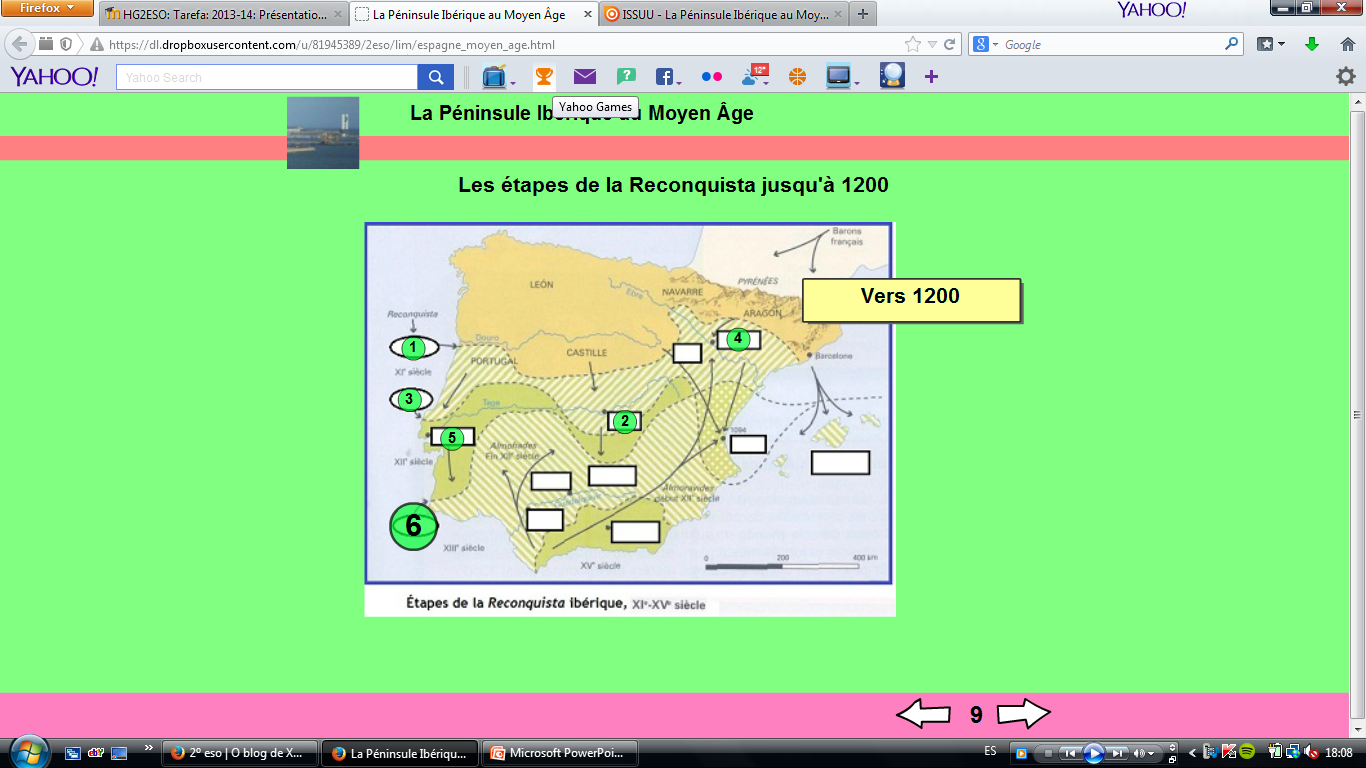 Firefox
HG2ESO: Tarefa: 2013-14: Présentatio...
La Péninsule Ibérique au Moyen Âge
ISSUU - La Péninsule Ibérique au Moy...
YAHOO!
https://dl.dropboxusercontent.com/u/81945389/2eso/lim/espagne_moyen_age.html
Google
YAHOO!
Yahoo Search
12°
Yahoo Games
La Péninsule Ibérique au Moyen Âge
Les étapes de la Reconquista jusqu'à 1200
Barons
français
PYRÉNÉES
LEÓN
NAVARRE
Ebre
Vers 1200
ARAGON
Reconquista
Douro
1
4
CASTILLE
PORTUGAL
Barcelone
XIe siècle
3
Tage
2
5
1094
Almohades
Fin XIIe siècle
XIIe siècle
Almoravides
début XIIe siècle
Guadalquivir
6
XIIIe siècle
XVe siècle
0 200 400 km
Étapes de la Reconquista ibérique, XIe-XVe siècle
9
2º eso | O blog de X...
La Péninsule Ibériqu...
Microsoft PowerPoi...
ES
18:08